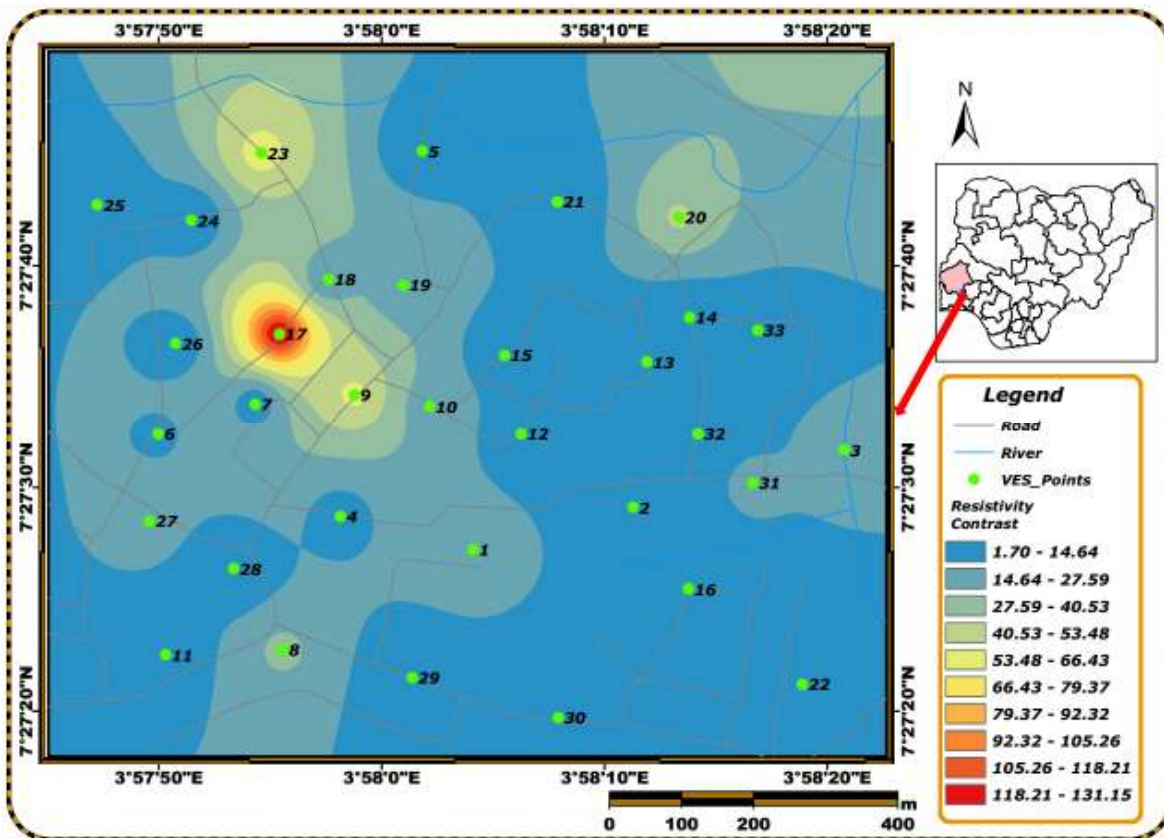 3°57'50"E 3°58'0"E 3°58'10"E 3°58'20"E
7°27'40"N 7°27'40"N
7°27'30"N 7°27'30"N
7°27'20"N 7°27'20"N
23
5
25
24
21
20
18
19
17
14
33
26
15
13
9
7
10
6
12
32
3
31
27
4
2
1
28
16
8
11
29
22
30
3°57'50"E 3°58'0"E 3°58'10"E 3°58'20"E
0 100 200 400 m
N
Legend
Road
River
VES_Points
Resistivity
Contrast
1.70 - 14.64
14.64 - 27.59
27.59 - 40.53
40.53 - 53.48
53.48 - 66.43
66.43 - 79.37
79.37 - 92.32
92.32 - 105.26
105.26 - 118.21
118.21 - 131.15